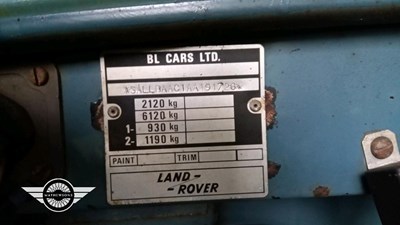 BL CARS LTD.
2120 kg
6120 kg
1- 930 kg
2- 1190 kg
PAINT TRIM
LAND-
-ROVER